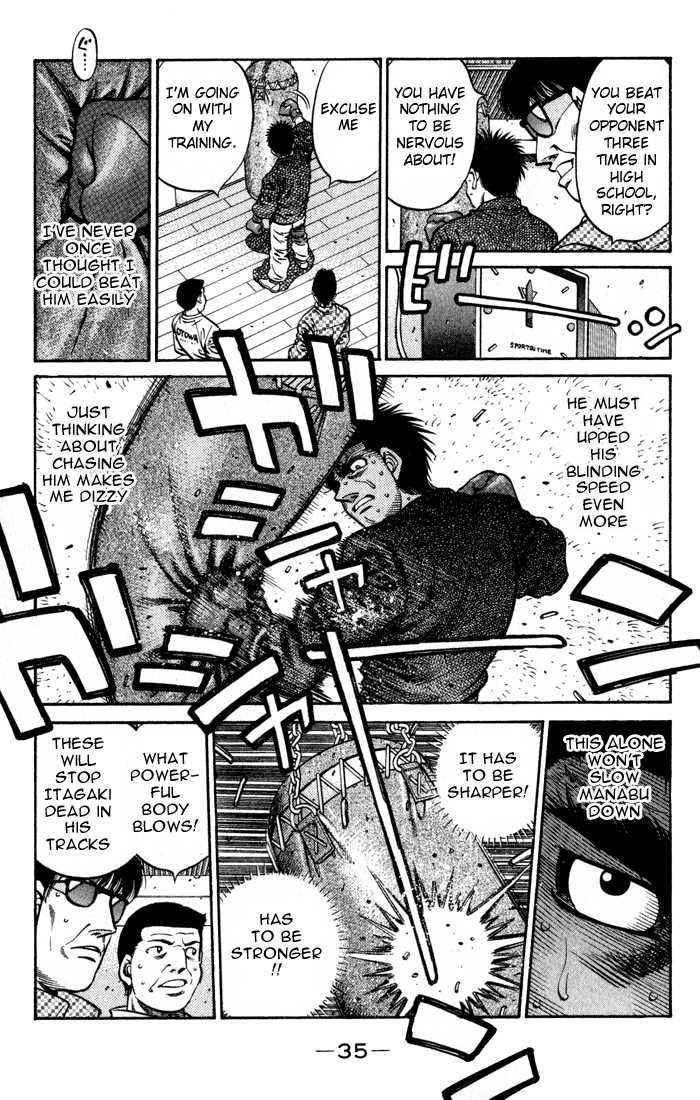 YOU BEAT
YOUR
OPPONENT
THREE
TIMES IN
HIGH
SCHOOL,
RIGHT?
YOU HAVE
NOTHING
TO BE
NERVOUS
ABOUT!
ビーッ
SPORTOUTIME
EXCUSE
ME
I'M GOING
ON WITH
MY
TRAINING.
ぐ…
I'VE NEVER
ONCE
THOUGHT I
COULD BEAT
HIM EASILY
HE MUST
HAVE
UPPED
HIS
BLINDING
SPEED
EVEN
MORE
JUST
THINKING
ABOUT
CHASING
HIM MAKES
ME DIZZY
THIS ALONE
WON'T
SLOW
MANABU
DOWN
IT HAS
TO BE
SHARPER!
HAS
TO BE
STRONGER
!!
WHAT
POWER-
FUL
BODY
BLOWS!
THESE
WILL
STOP
ITAGAKI
DEAD IN
HIS
TRACKS
—35—